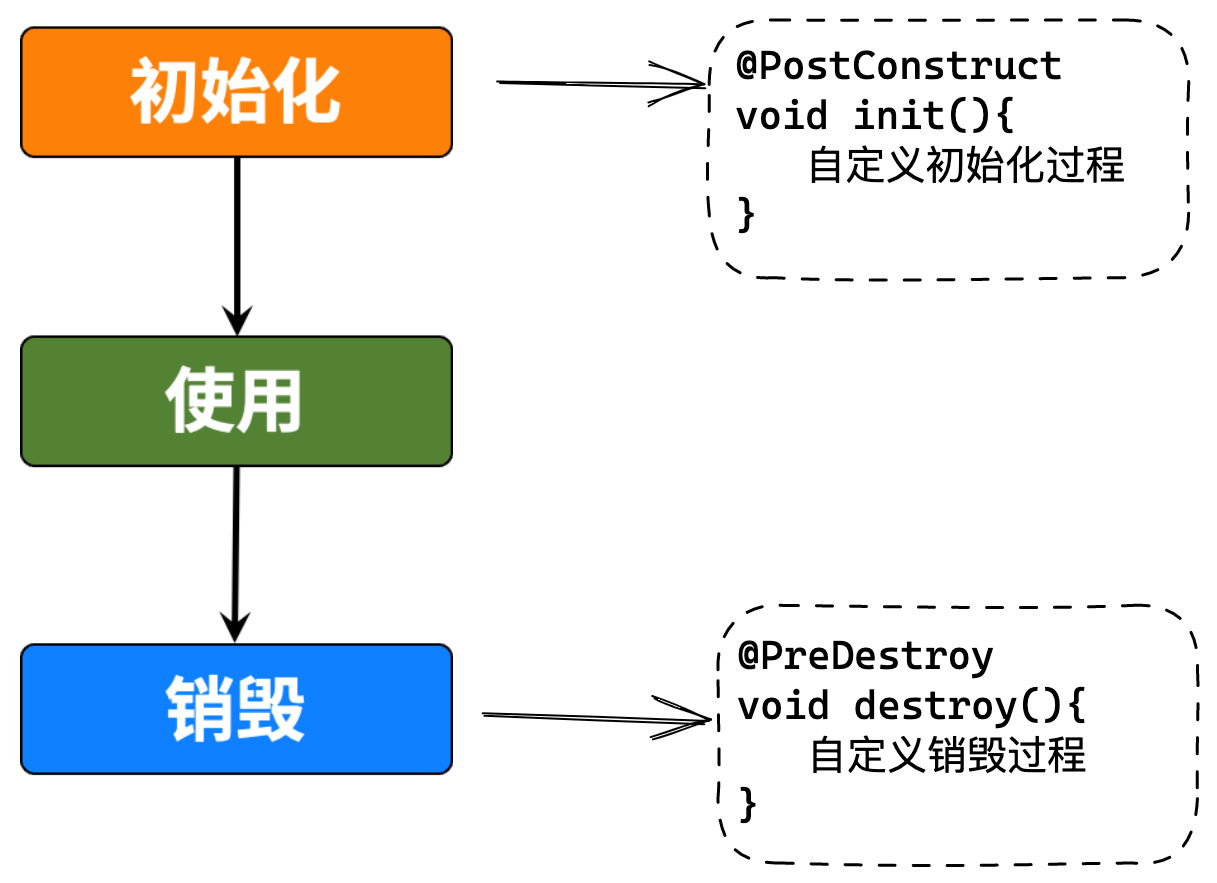 初始化
@PostConstruct
void init(){
自定义初始化过程
}
使用
销毁
@PreDestroy
void destroy(){
自定义销毁过程
}